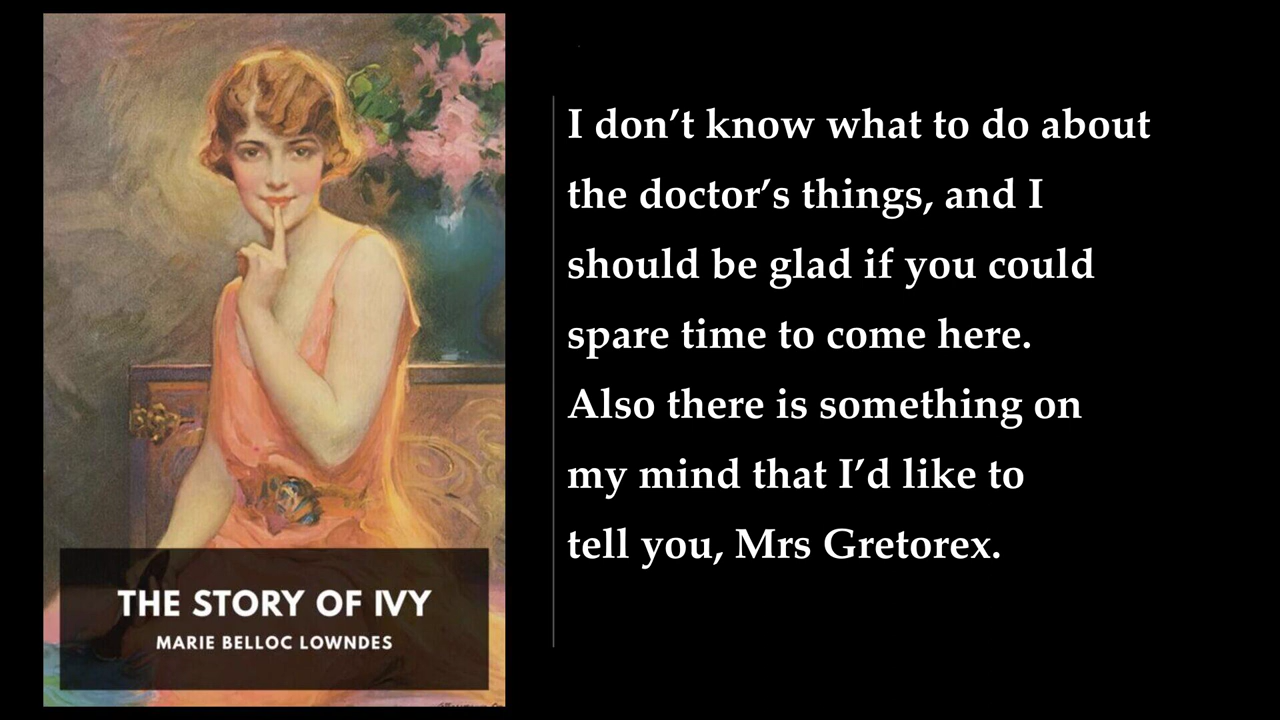 I don’t know what to do about
the doctor’s things, and I
should be glad if you could
spare time to come here.
Also there is something on
my mind that I’d like to
tell you, Mrs Gretorex.
THE STORY OF IVY
MARIE BELLOC LOWNDES